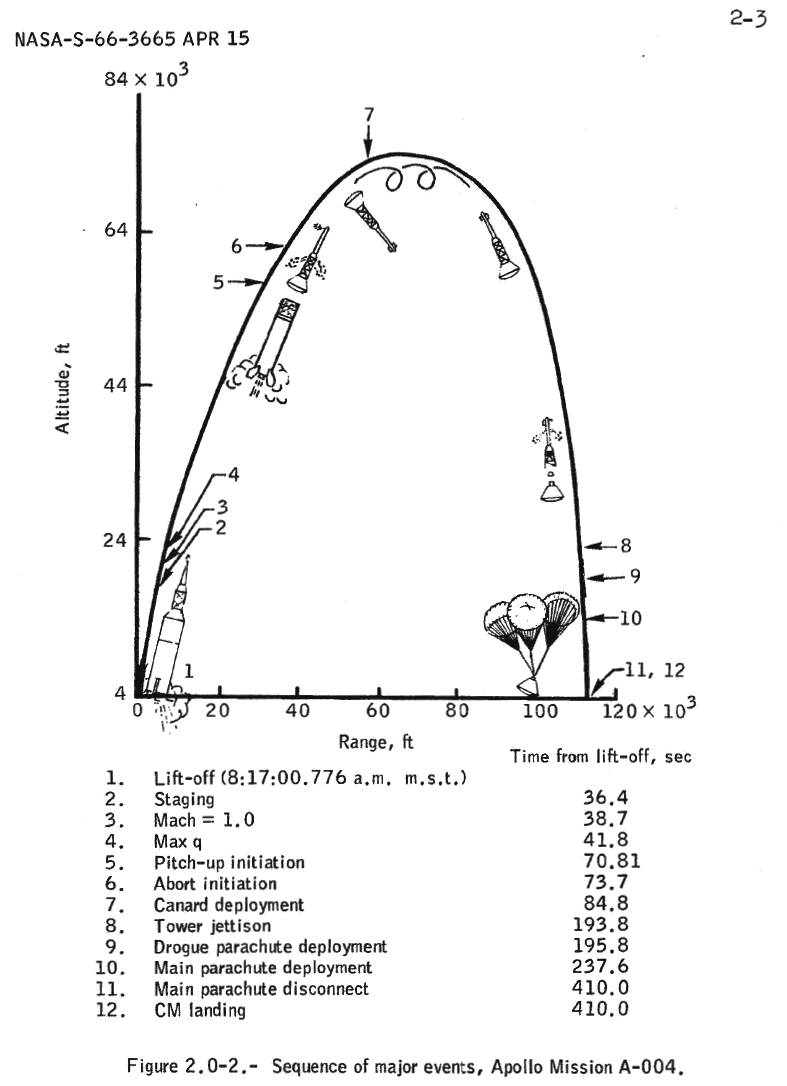 2-3
NASA-S-66-3665 APR 15
84 × 10³
7
64
6
5
Altitude, ft
44
4
3
2
24
8
9
10
1
11, 12
4
0 20 40 60 80 100 120 × 10³
Range, ft
Time from lift-off, sec
1. Lift-off (8:17:00.776 a.m. m.s.t.)
2. Staging 36.4
3. Mach = 1.0 38.7
4. Max q 41.8
5. Pitch-up initiation 70.81
6. Abort initiation 73.7
7. Canard deployment 84.8
8. Tower jettison 193.8
9. Drogue parachute deployment 195.8
10. Main parachute deployment 237.6
11. Main parachute disconnect 410.0
12. CM landing 410.0
Figure 2.0-2.- Sequence of major events, Apollo Mission A-004.